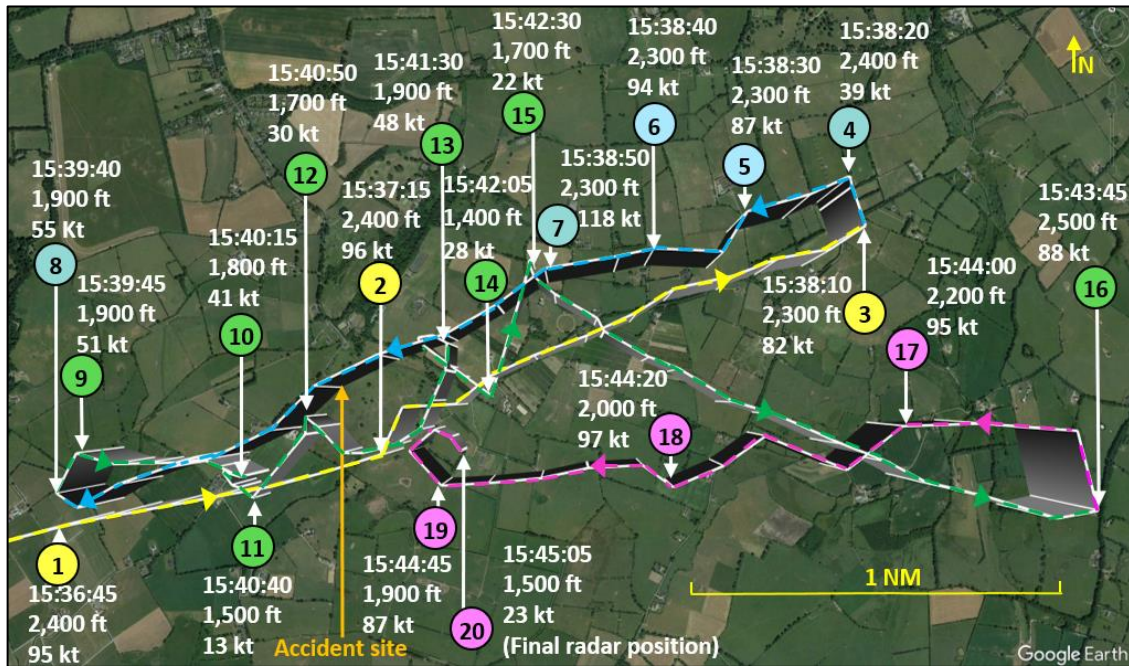 15:42:30
1,700 ft
22 kt
15
15:38:40
2,300 ft
94 kt
6
15:38:20
2,400 ft
39 kt
4
N
15:40:50
1,700 ft
30 kt
12
15:41:30
1,900 ft
48 kt
13
15:38:30
2,300 ft
87 kt
5
15:39:40
1,900 ft
55 kt
8
15:37:15
2,400 ft
96 kt
2
15:42:05
1,400 ft
28 kt
14
15:38:50
2,300 ft
118 kt
7
15:43:45
2,500 ft
88 kt
16
15:39:45
1,900 ft
51 kt
9
15:40:15
1,800 ft
41 kt
10
15:38:10
2,300 ft
82 kt
3
15:44:00
2,200 ft
95 kt
17
15:44:20
2,000 ft
97 kt
18
1
15:36:45
2,400 ft
95 kt
11
15:40:40
1,500 ft
13 kt
Accident site
19
15:44:45
1,900 ft
87 kt
20
15:45:05
1,500 ft
23 kt
(Final radar position)
1 NM
Google Earth